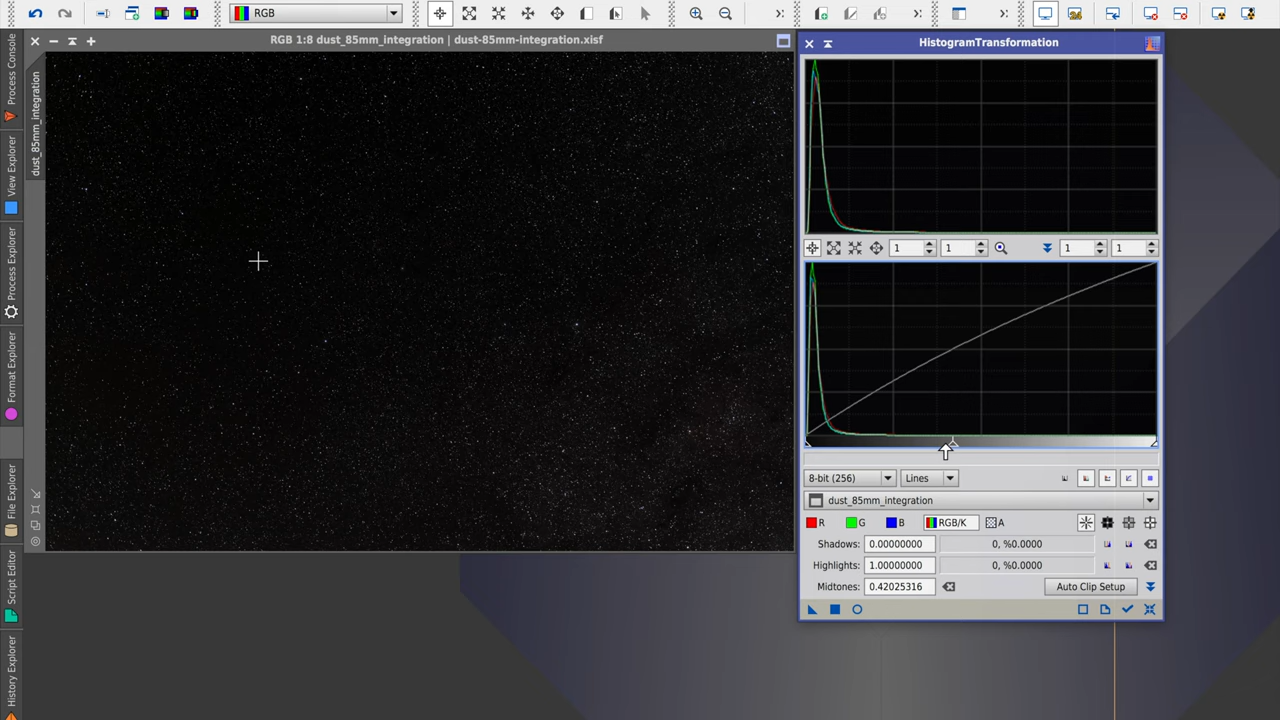 RGB
RGB 1:8 dust_85mm_integration | dust-85mm-integration.xisf
HistogramTransformation
Process Console
View Explorer
Process Explorer
Format Explorer
File Explorer
Script Editor
History Explorer
dust_85mm_integration
1
1
1
1
8-bit (256)
Lines
dust_85mm_integration
R
G
B
RGB/K
A
Shadows:
0.00000000
0, %0.0000
Highlights:
1.00000000
0, %0.0000
Midtones:
0.42025316
Auto Clip Setup